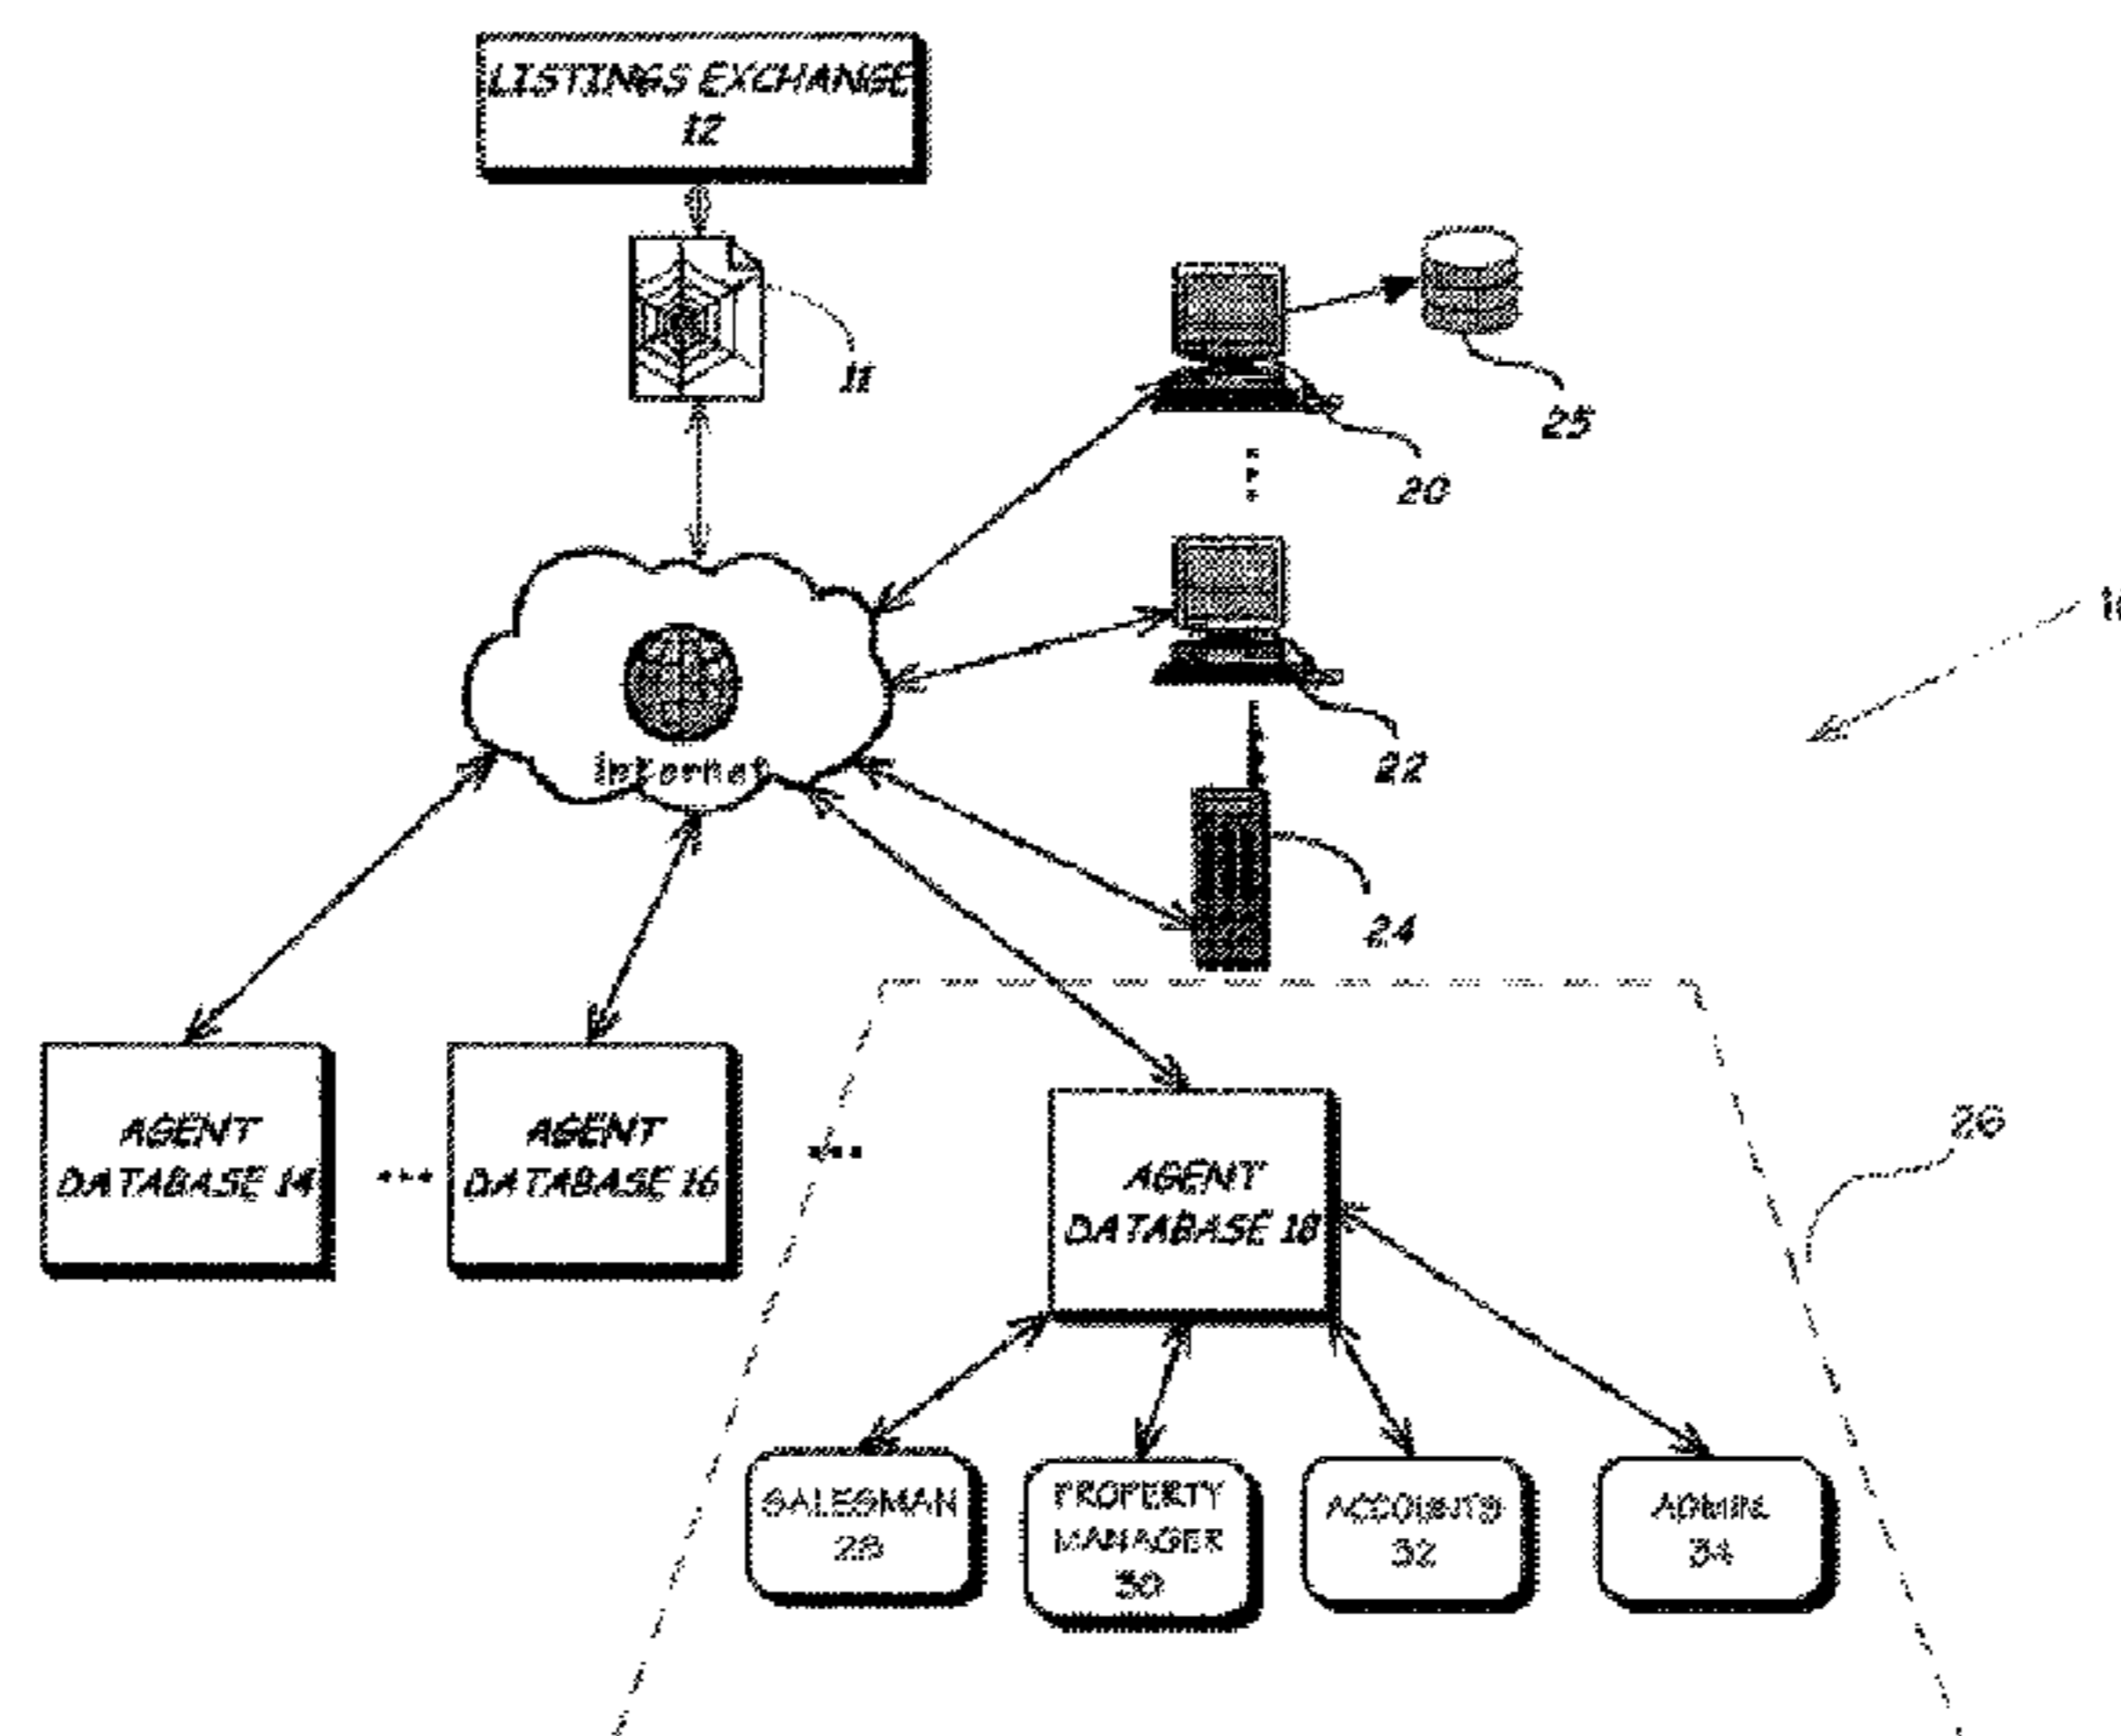 LISTINGS EXCHANGE
12
11
25
20
Internet
22
24
AGENT
DATABASE 14
AGENT
DATABASE 16
AGENT
DATABASE 18
26
SALESMAN
28
PROPERTY
MANAGER
30
ACCOUNTS
32
ADMIN.
34